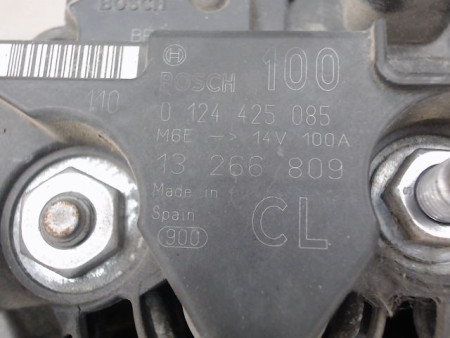 BOSCH
BOSCH 100
110
0 124 425 085
M6E -> 14V 100A
13 266 809
Made in
Spain
CL
900